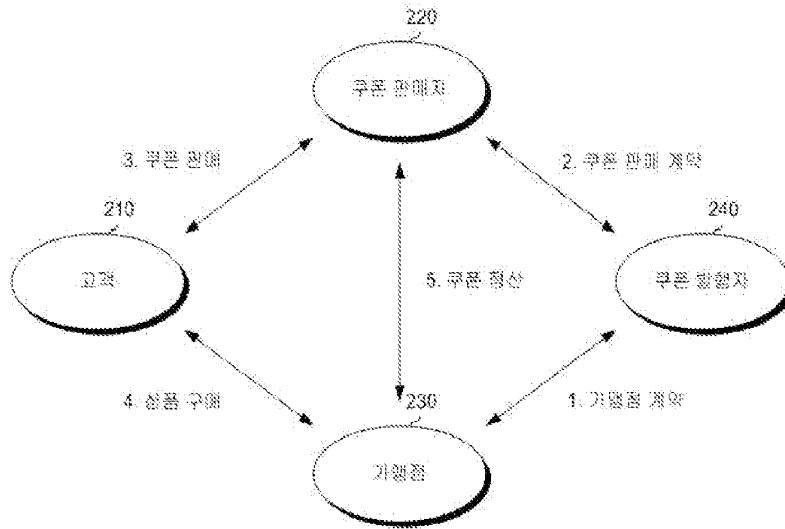 220
쿠폰 판매자
3. 쿠폰 판매
2. 쿠폰 판매 계약
210
240
고객
5. 쿠폰 정산
쿠폰 발행자
4. 상품 구매
230
1. 가맹점 계약
가맹점